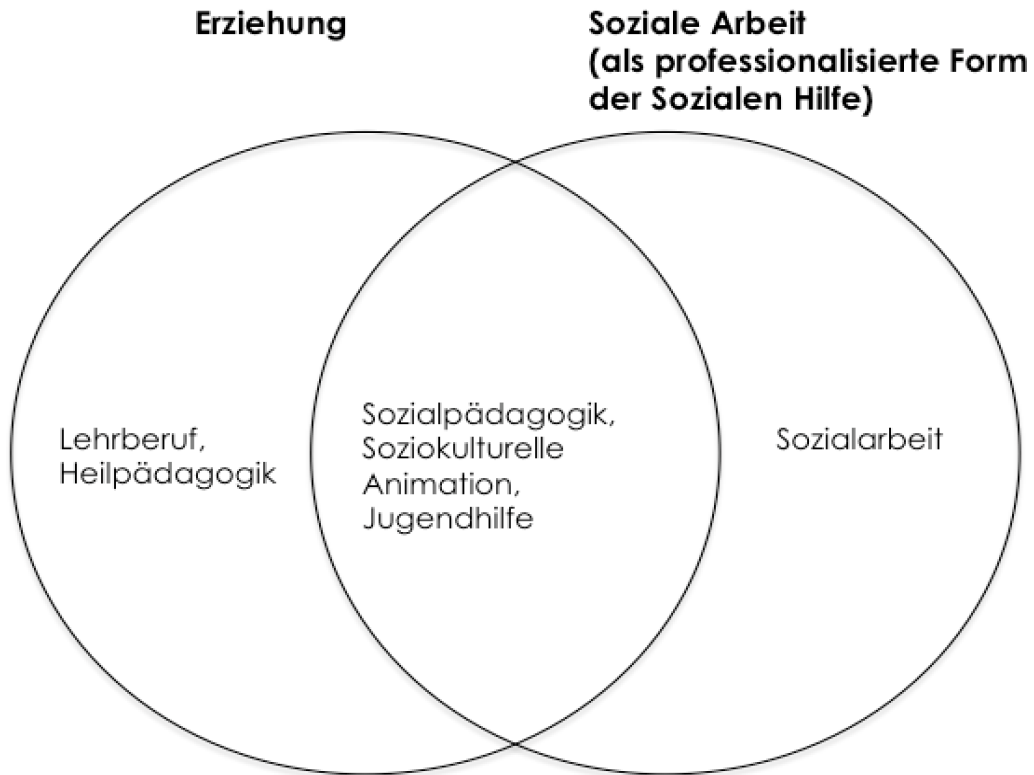 Erziehung
Soziale Arbeit
(als professionalisierte Form
der Sozialen Hilfe)
Lehrberuf,
Heilpädagogik
Sozialpädagogik,
Soziokulturelle
Animation,
Jugendhilfe
Sozialarbeit